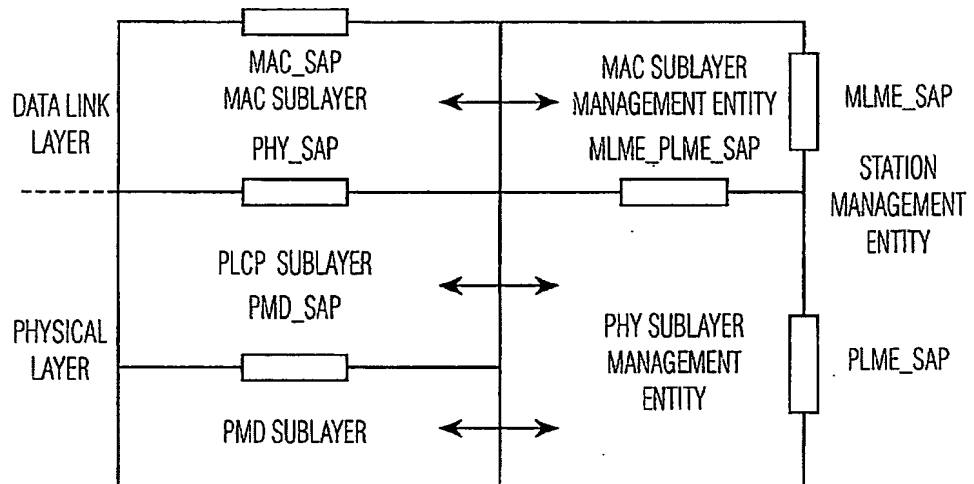 MAC_SAP
MAC SUBLAYER
DATA LINK
LAYER
PHY_SAP
MAC SUBLAYER
MANAGEMENT ENTITY
MLME_PLME_SAP
MLME_SAP
STATION
MANAGEMENT
ENTITY
PLCP SUBLAYER
PMD_SAP
PHYSICAL
LAYER
PMD SUBLAYER
PHY SUBLAYER
MANAGEMENT
ENTITY
PLME_SAP